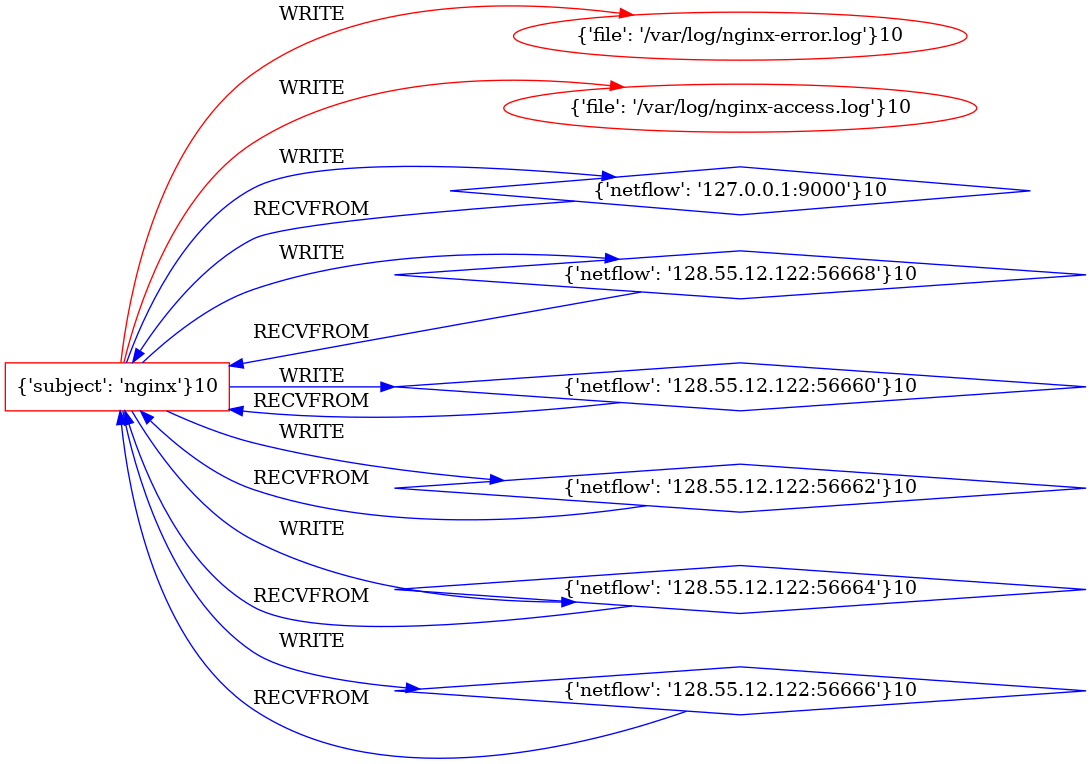 WRITE
{'file': '/var/log/nginx-error.log'}10
WRITE
{'file': '/var/log/nginx-access.log'}10
WRITE
{'netflow': '127.0.0.1:9000'}10
RECVFROM
WRITE
{'netflow': '128.55.12.122:56668'}10
RECVFROM
{'subject': 'nginx'}10
WRITE
{'netflow': '128.55.12.122:56660'}10
RECVFROM
WRITE
RECVFROM
{'netflow': '128.55.12.122:56662'}10
WRITE
{'netflow': '128.55.12.122:56664'}10
RECVFROM
WRITE
{'netflow': '128.55.12.122:56666'}10
RECVFROM